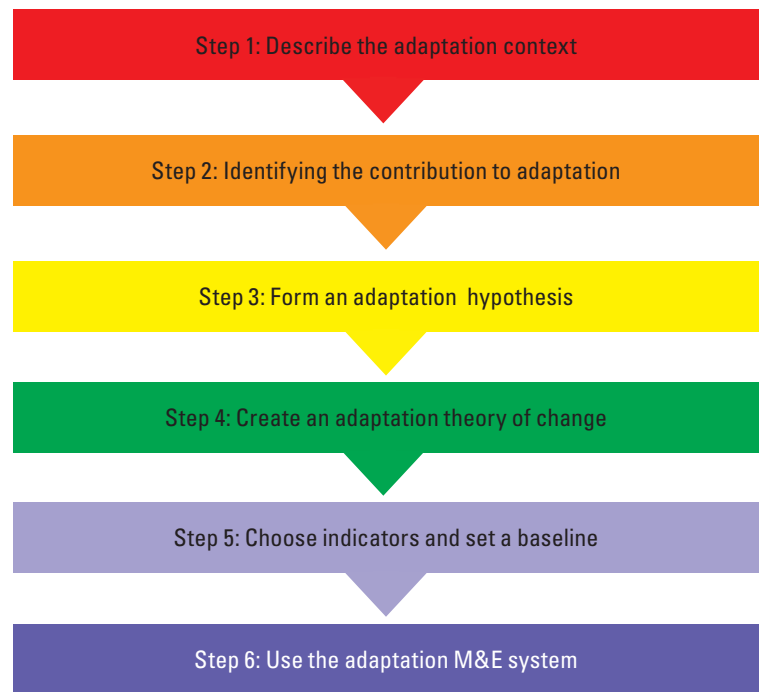 Step 1: Describe the adaptation context
Step 2: Identifying the contribution to adaptation
Step 3: Form an adaptation  hypothesis
Step 4: Create an adaptation theory of change
Step 5: Choose indicators and set a baseline
Step 6: Use the adaptation M&E system